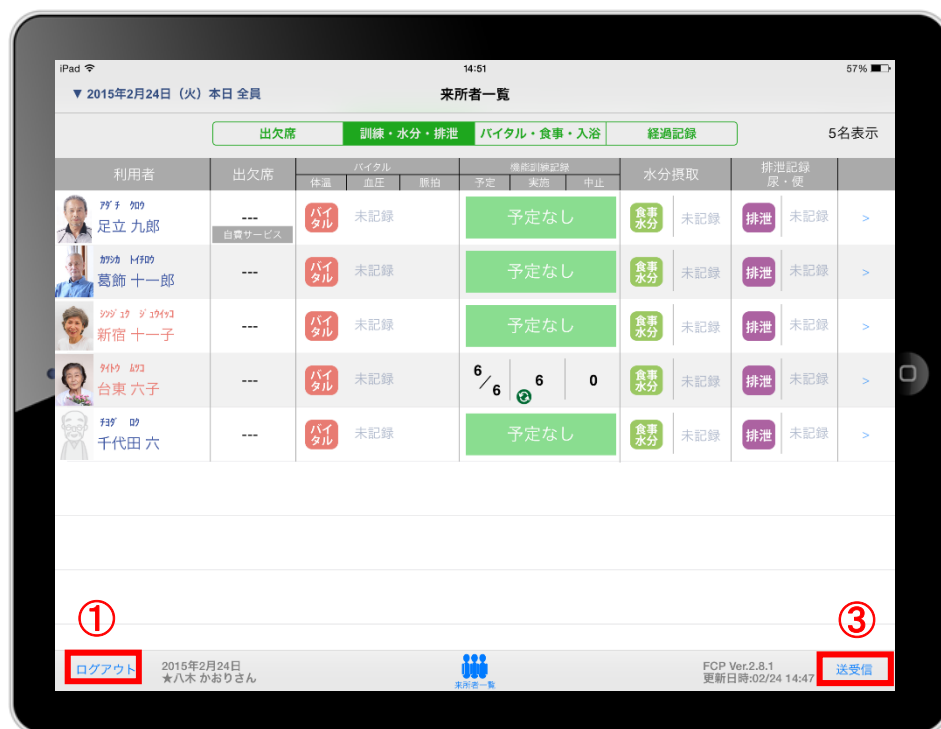 iPad 14:51 57%
▼ 2015年2月24日（火）本日 全員 来所者一覧
出欠席 訓練・水分・排泄 バイタル・食事・入浴 経過記録 5名表示
利用者 出欠席 バイタル 機能訓練記録 水分摂取 排泄記録
尿・便
体温 血圧 脈拍 予定 実施 中止
ｱﾀﾞﾁ ｸﾛｳ
足立 九郎 --- バイタル 未記録 予定なし 食事水分 未記録 排泄 未記録 >
自費サービス
ｶﾂｼｶ ﾄｲﾁﾛｳ
葛飾 十一郎 --- バイタル 未記録 予定なし 食事水分 未記録 排泄 未記録 >
ｼﾝｼﾞｭｸ ｼﾞｭｳｲﾁｺ
新宿 十一子 --- バイタル 未記録 予定なし 食事水分 未記録 排泄 未記録 >
ﾀｲﾄｳ ﾑﾂｺ
台東 六子 --- バイタル 未記録 6/6 6 0 食事水分 未記録 排泄 未記録 >
ﾁﾖﾀﾞ ﾛｸ
千代田 六 --- バイタル 未記録 予定なし 食事水分 未記録 排泄 未記録 >
① ③
ログアウト 2015年2月24日
★八木 かおりさん
来所者一覧
FCP Ver.2.8.1
更新日時:02/24 14:47
送受信